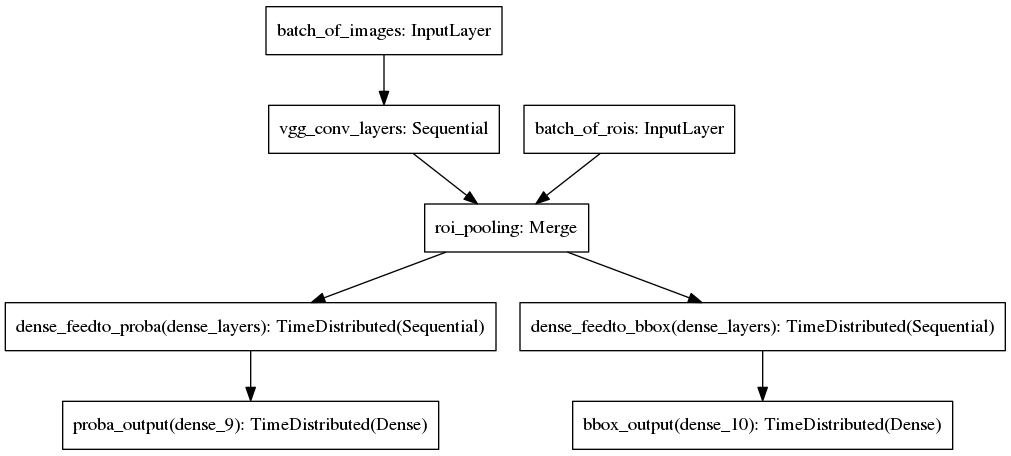 batch_of_images: InputLayer
vgg_conv_layers: Sequential
batch_of_rois: InputLayer
roi_pooling: Merge
dense_feedto_proba(dense_layers): TimeDistributed(Sequential)
dense_feedto_bbox(dense_layers): TimeDistributed(Sequential)
proba_output(dense_9): TimeDistributed(Dense)
bbox_output(dense_10): TimeDistributed(Dense)